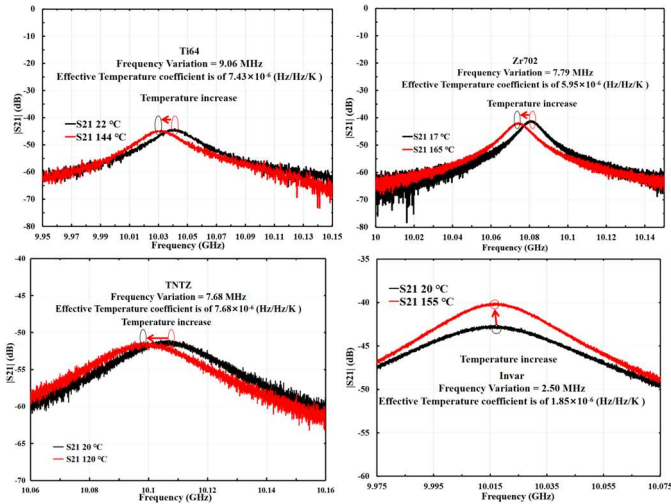 Ti64
Frequency Variation = 9.06 MHz
Effective Temperature coefficient is of 7.43×10⁻⁶ (Hz/Hz/K )
Temperature increase
S21 22 °C
S21 144 °C
|S21| (dB)
0
-10
-20
-30
-40
-50
-60
-70
-80
9.95 9.97 9.99 10.01 10.03 10.05 10.07 10.09 10.11 10.13 10.15
Frequency (GHz)
Zr702
Frequency Variation = 7.79 MHz
Effective Temperature coefficient is of 5.95×10⁻⁶ (Hz/Hz/K )
Temperature increase
S21 17 °C
S21 165 °C
|S21| (dB)
0
-10
-20
-30
-40
-50
-60
-70
-80
10 10.02 10.04 10.06 10.08 10.1 10.12 10.14
Frequency (GHz)
TNTZ
Frequency Variation = 7.68 MHz
Effective Temperature coefficient is of 7.68×10⁻⁶ (Hz/Hz/K )
Temperature increase
S21 20 °C
S21 120 °C
|S21| (dB)
-40
-50
-60
-70
10.06 10.08 10.1 10.12 10.14 10.16
Frequency (GHz)
S21 20 °C
S21 155 °C
Temperature increase
Invar
Frequency Variation = 2.50 MHz
Effective Temperature coefficient is of 1.85×10⁻⁶ (Hz/Hz/K )
|S21| (dB)
-35
-40
-45
-50
-55
-60
9.975 9.995 10.015 10.035 10.055 10.075
Frequency (GHz)